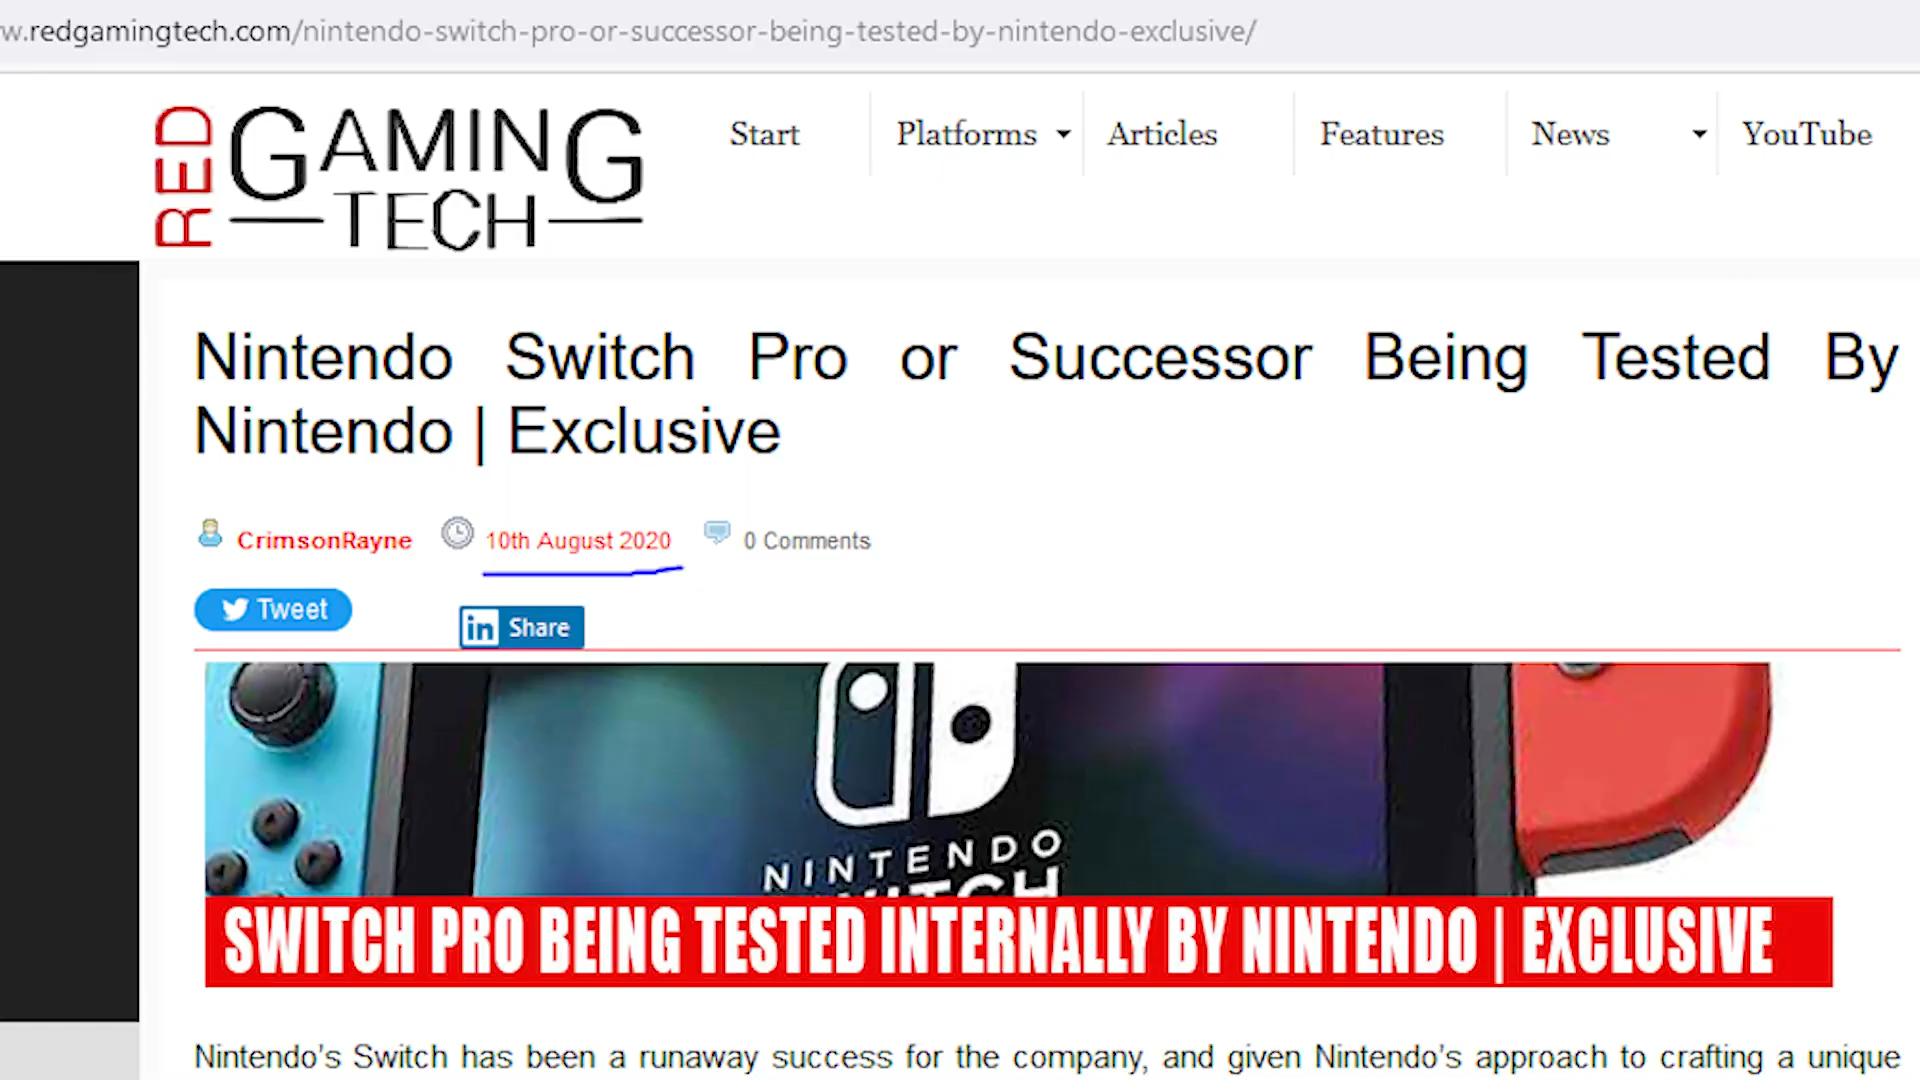 w.redgamingtech.com/nintendo-switch-pro-or-successor-being-tested-by-nintendo-exclusive/
RED GAMING
TECH
Start Platforms Articles Features News YouTube
Nintendo Switch Pro or Successor Being Tested By
Nintendo | Exclusive
CrimsonRayne 10th August 2020 0 Comments
Tweet
in Share
NINTENDO
SWITCH
SWITCH PRO BEING TESTED INTERNALLY BY NINTENDO | EXCLUSIVE
Nintendo's Switch has been a runaway success for the company, and given Nintendo's approach to crafting a unique